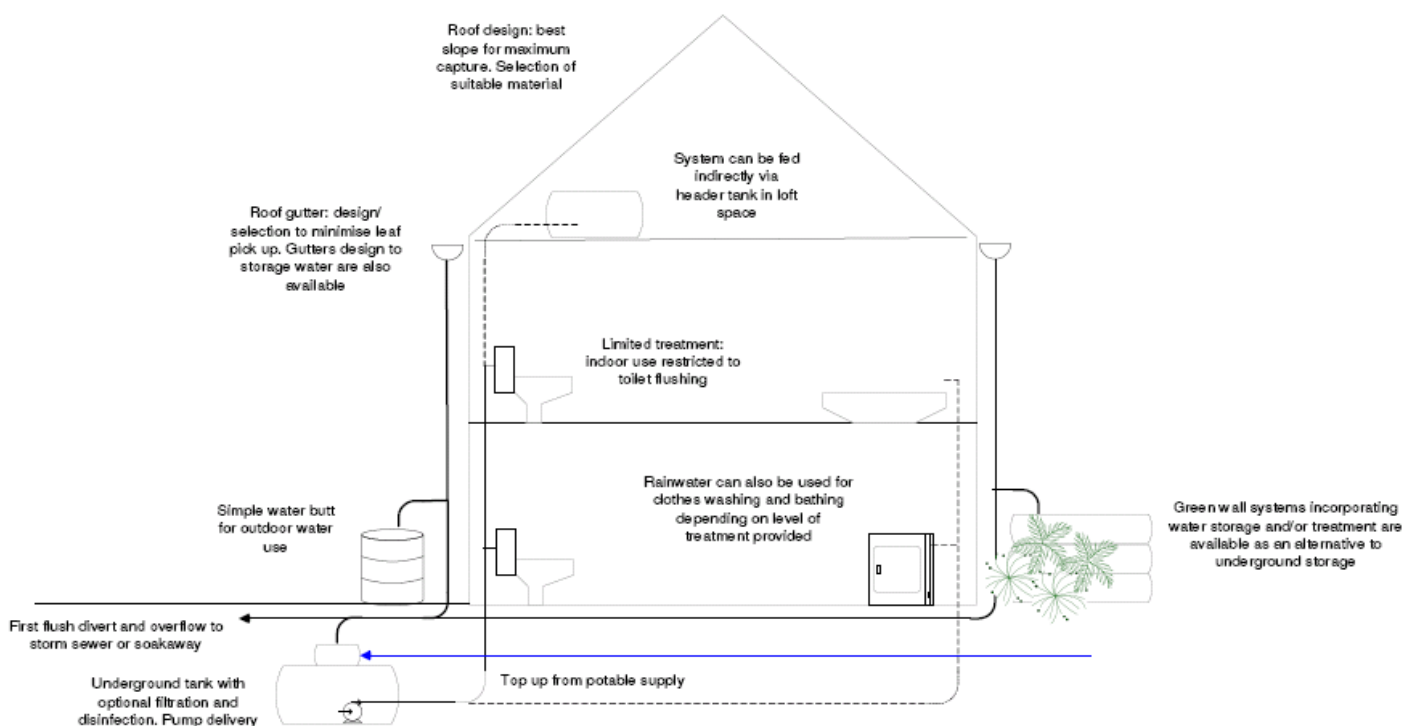 Roof design: best
slope for maximum
capture. Selection of
suitable material
System can be fed
indirectly via
header tank in loft
space
Roof gutter: design/
selection to minimise leaf
pick up. Gutters design to
storage water are also
available
Limited treatment:
indoor use restricted to
toilet flushing
Simple water butt
for outdoor water
use
Rainwater can also be used for
clothes washing and bathing
depending on level of
treatment provided
Green wall systems incorporating
water storage and/or treatment are
available as an alternative to
underground storage
First flush divert and overflow to
storm sewer or soakaway
Underground tank with
optional filtration and
disinfection. Pump delivery
Top up from potable supply